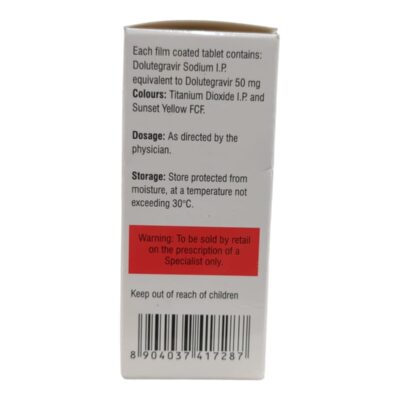 Each film coated tablet contains:
Dolutegravir Sodium I.P.
equivalent to Dolutegravir 50 mg
Colours: Titanium Dioxide I.P. and
Sunset Yellow FCF.
Dosage: As directed by the
physician.
Storage: Store protected from
moisture, at a temperature not
exceeding 30°C.
Warning: To be sold by retail
on the prescription of a
Specialist only.
Keep out of reach of children
8 904037 417287